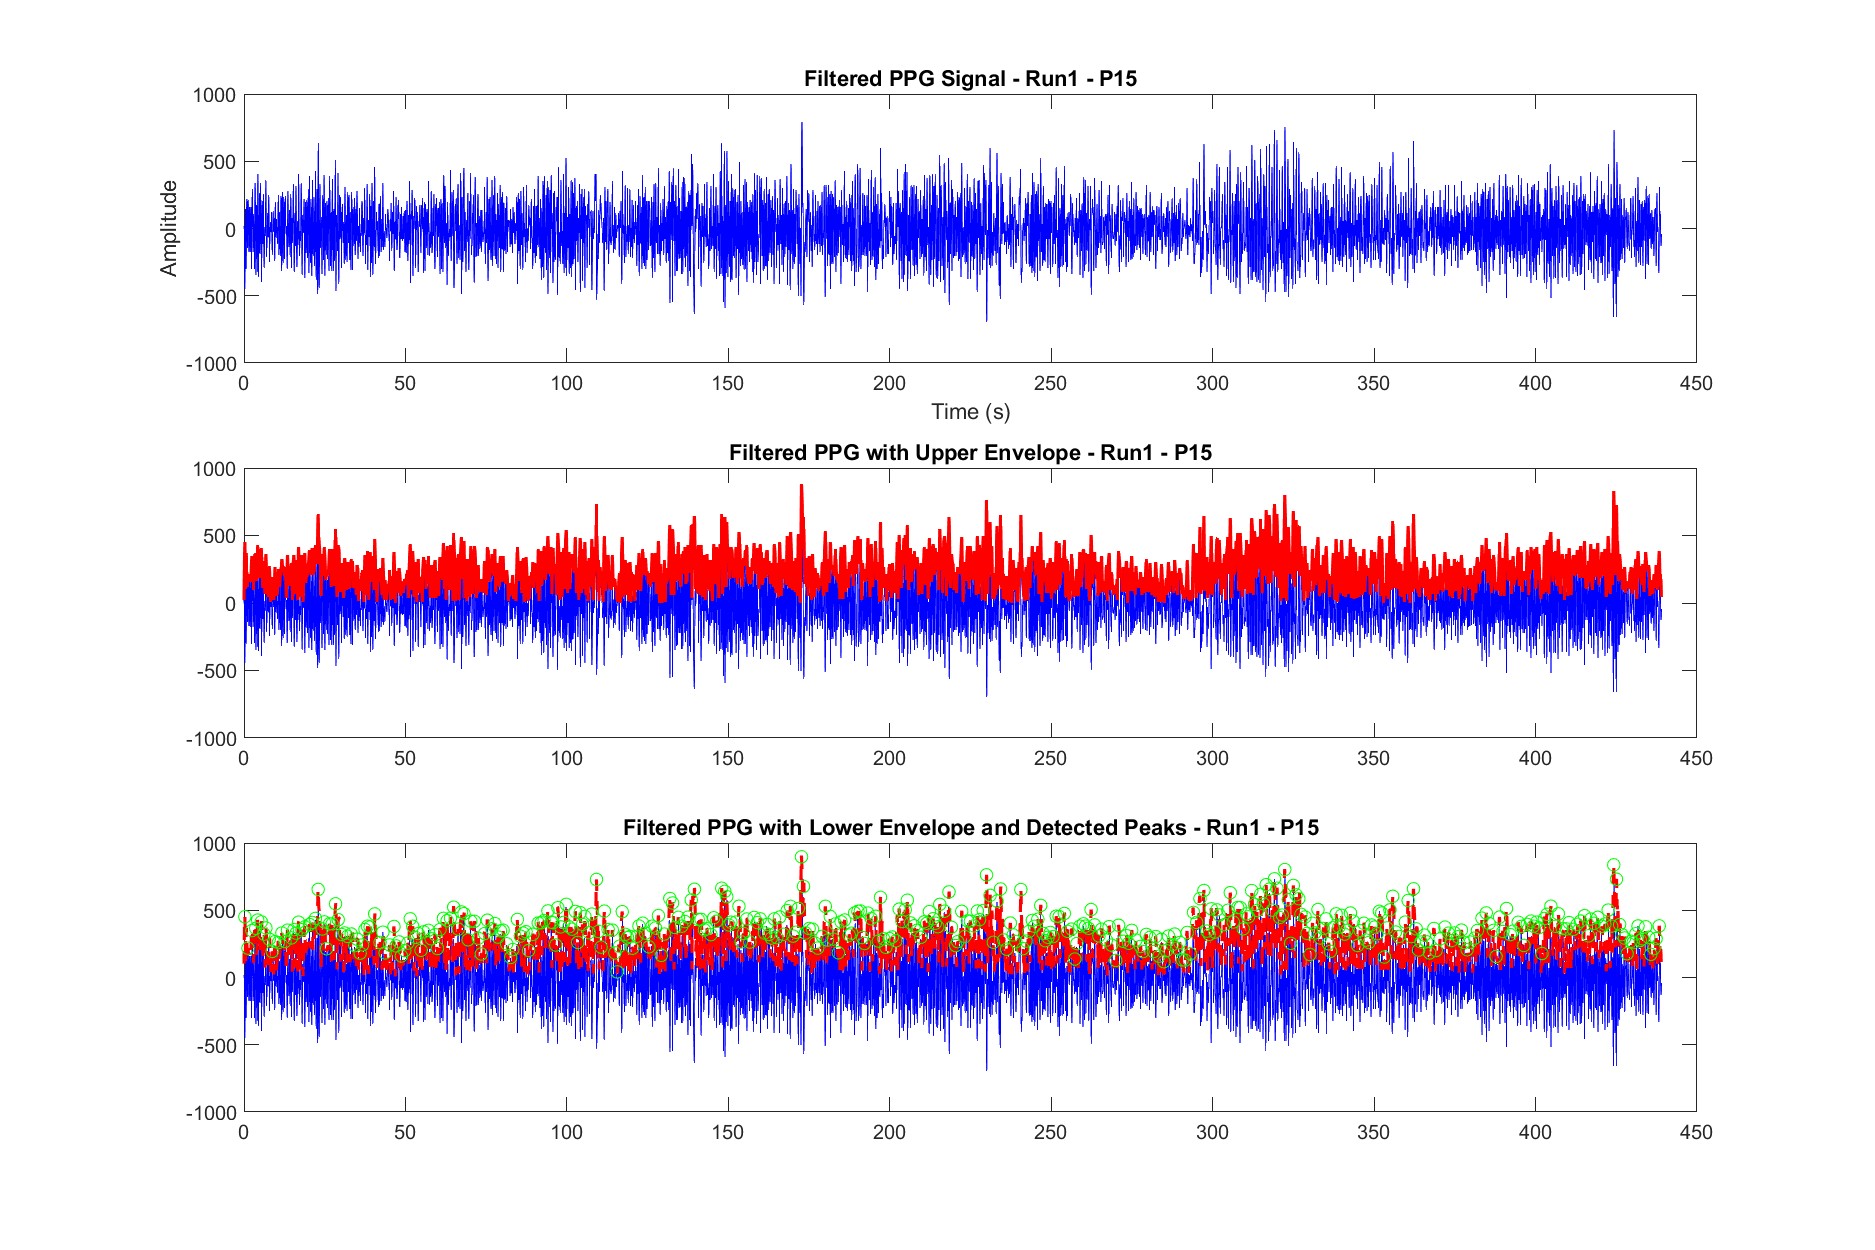 Filtered PPG Signal - Run1 - P15
1000
500
0
-500
-1000
Amplitude
0 50 100 150 200 250 300 350 400 450
Time (s)
Filtered PPG with Upper Envelope - Run1 - P15
1000
500
0
-500
-1000
0 50 100 150 200 250 300 350 400 450
Filtered PPG with Lower Envelope and Detected Peaks - Run1 - P15
1000
500
0
-500
-1000
0 50 100 150 200 250 300 350 400 450